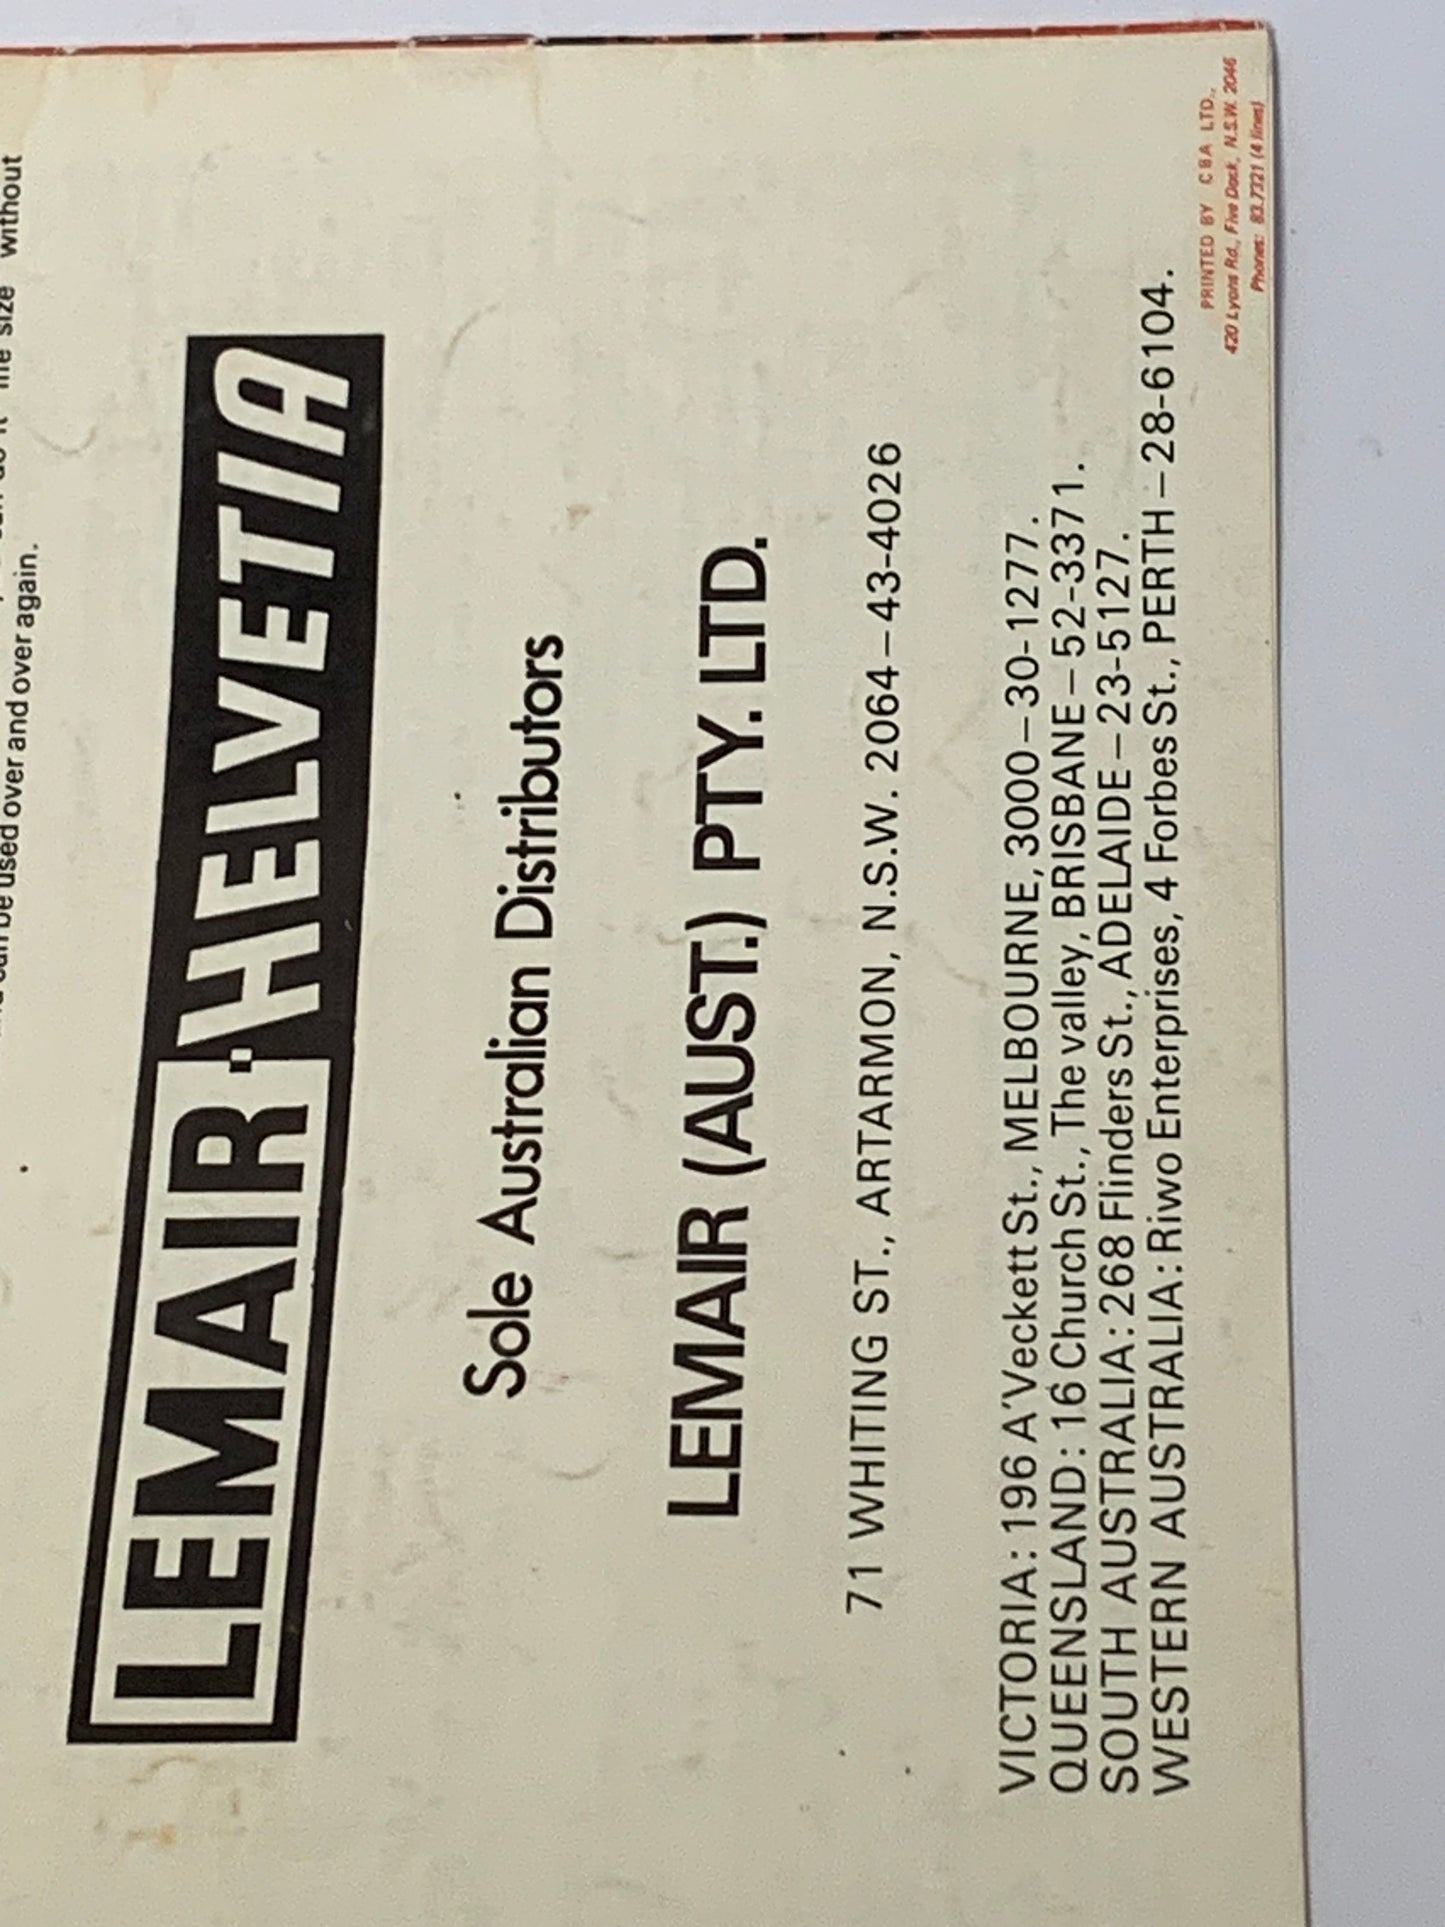 size without
used over and over again.
LEMAIR·HELVETIA
Sole Australian Distributors
LEMAIR (AUST.) PTY. LTD.
71 WHITING ST., ARTARMON, N.S.W. 2064–43-4026
VICTORIA: 196 A'Veckett St., MELBOURNE, 3000–30-1277.
QUEENSLAND: 16 Church St., The valley, BRISBANE–52-3371.
SOUTH AUSTRALIA: 268 Flinders St., ADELAIDE–23-5127.
WESTERN AUSTRALIA: Riwo Enterprises, 4 Forbes St., PERTH–28-6104.
PRINTED BY CBA LTD.,
420 Lyons Rd., Five Dock, N.S.W. 2046
Phones: 83.7321 (4 lines)